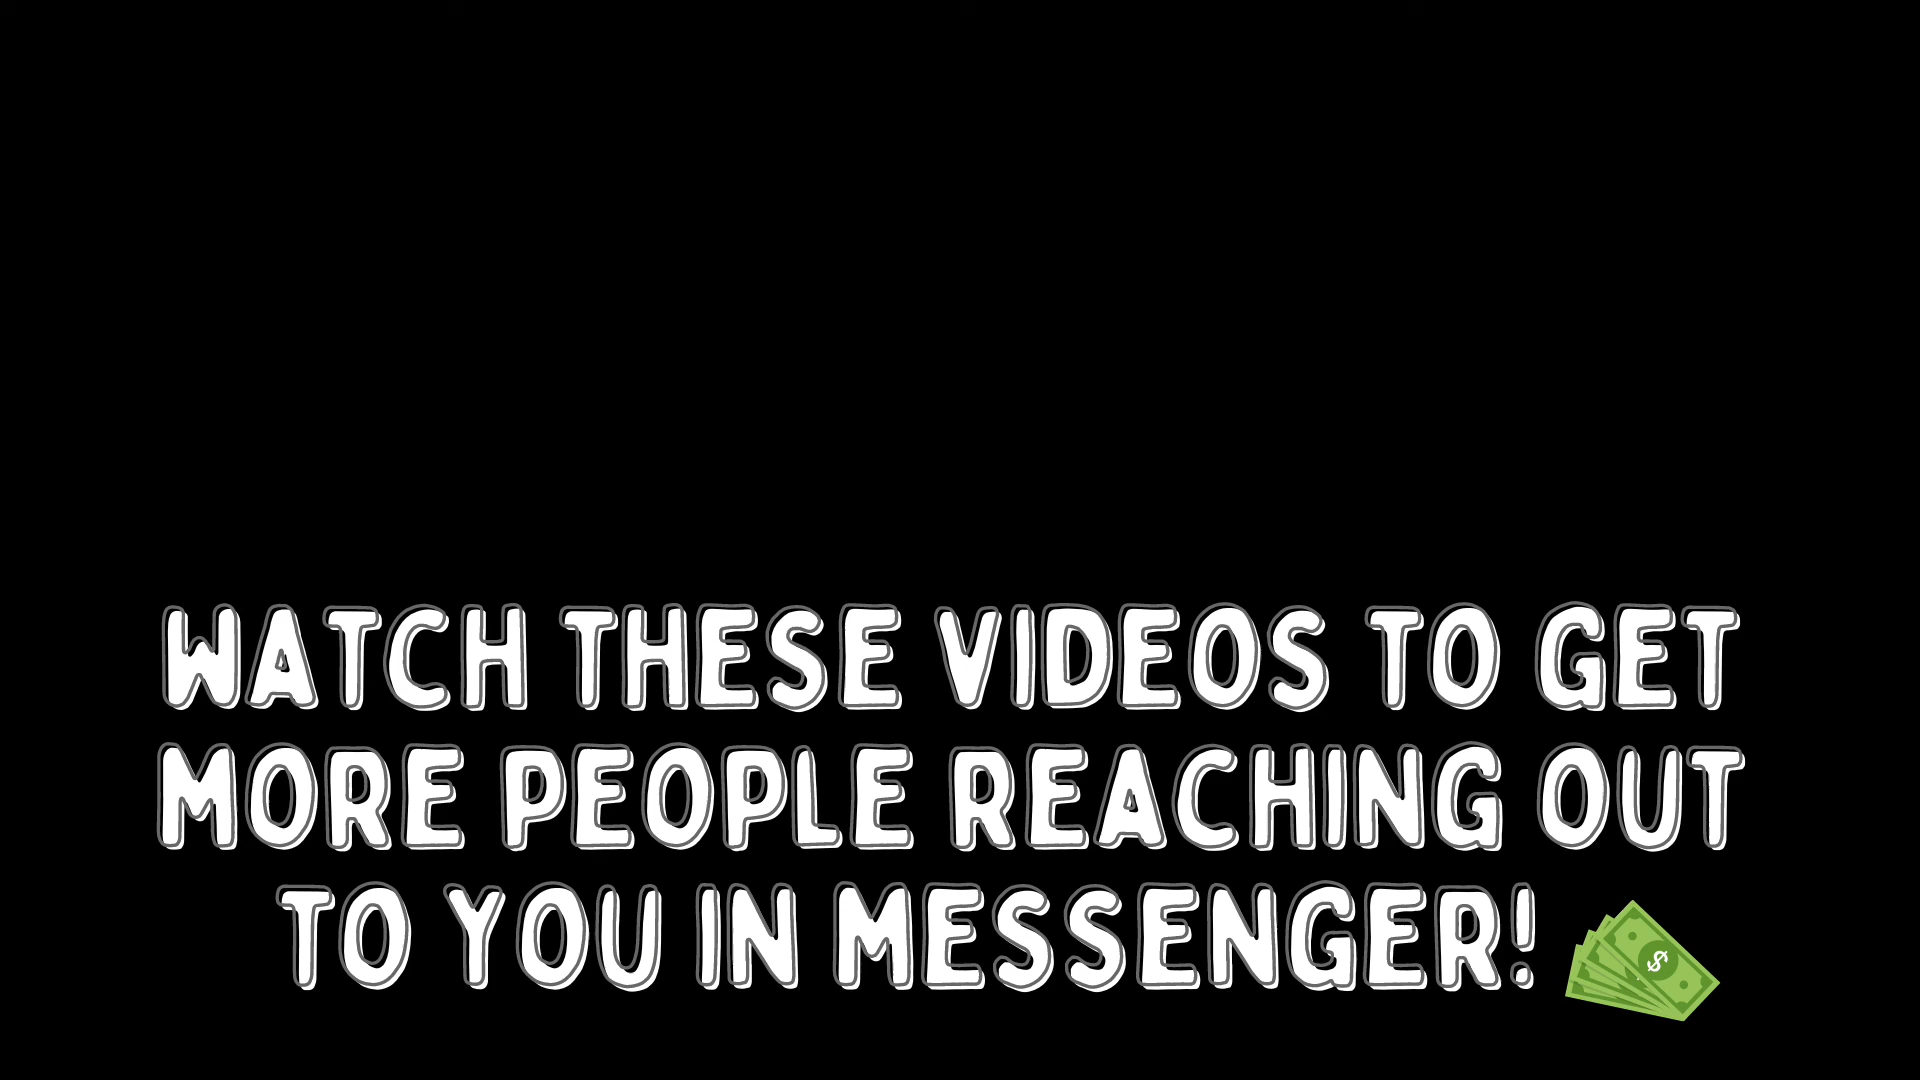 WATCH THESE VIDEOS TO GET
MORE PEOPLE REACHING OUT
TO YOU IN MESSENGER!
$